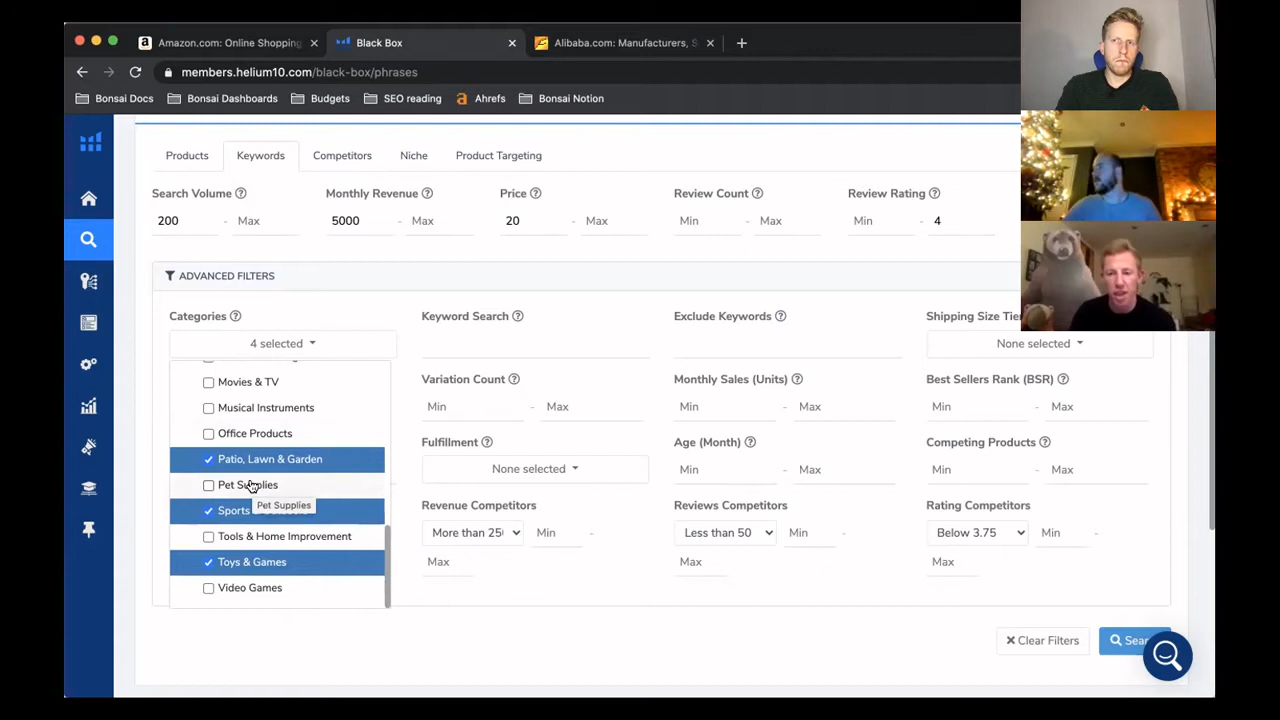 Amazon.com: Online Shopping
Black Box
Alibaba.com: Manufacturers, S
members.helium10.com/black-box/phrases
Bonsai Docs
Bonsai Dashboards
Budgets
SEO reading
Ahrefs
Bonsai Notion
Products
Keywords
Competitors
Niche
Product Targeting
Search Volume
Monthly Revenue
Price
Review Count
Review Rating
200 - Max
5000 - Max
20 - Max
Min - Max
Min - 4
ADVANCED FILTERS
Categories
Keyword Search
Exclude Keywords
Shipping Size Tier
4 selected
None selected
Movies & TV
Musical Instruments
Office Products
Patio, Lawn & Garden
Pet Supplies
Pet Supplies
Sports
Tools & Home Improvement
Toys & Games
Video Games
Variation Count
Monthly Sales (Units)
Best Sellers Rank (BSR)
Min - Max
Min - Max
Min - Max
Fulfillment
Age (Month)
Competing Products
None selected
Min - Max
Min - Max
Revenue Competitors
Reviews Competitors
Rating Competitors
More than 25 Min -
Less than 50 Min -
Below 3.75 Min -
Max
Max
Max
Clear Filters
Sear